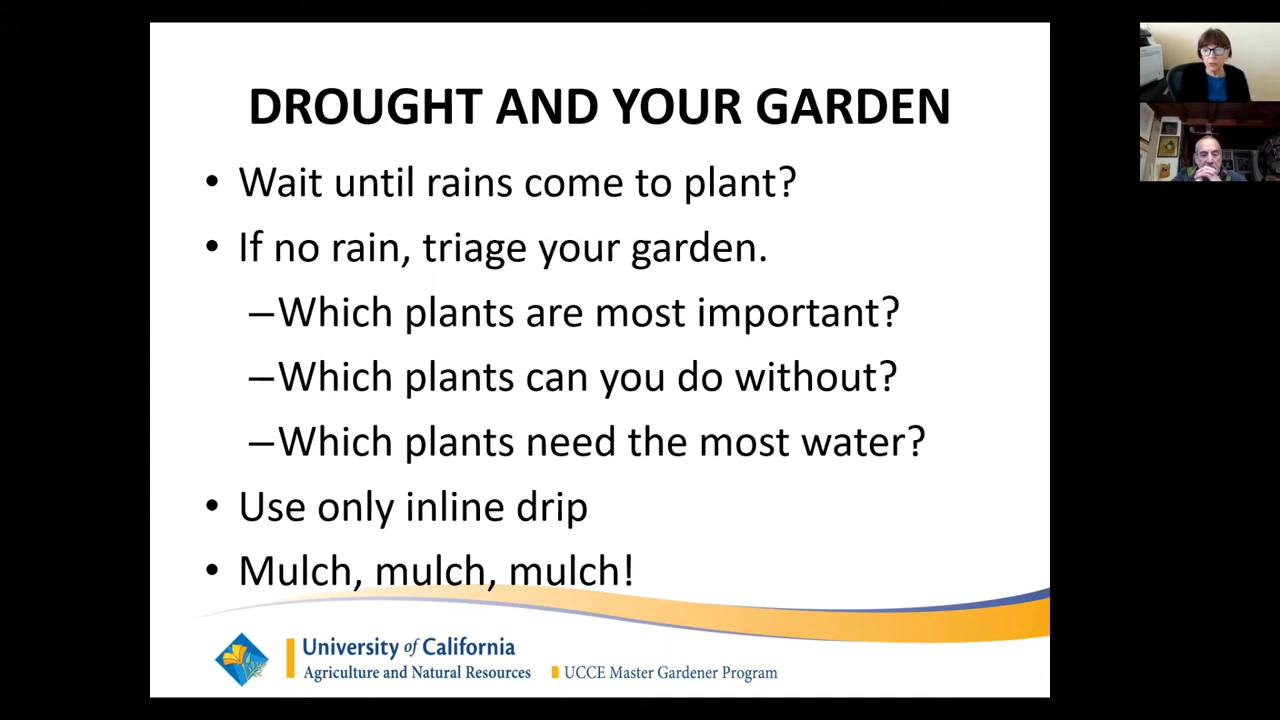 DROUGHT AND YOUR GARDEN
• Wait until rains come to plant?
• If no rain, triage your garden.
–Which plants are most important?
–Which plants can you do without?
–Which plants need the most water?
• Use only inline drip
• Mulch, mulch, mulch!
University of California
Agriculture and Natural Resources
UCCE Master Gardener Program